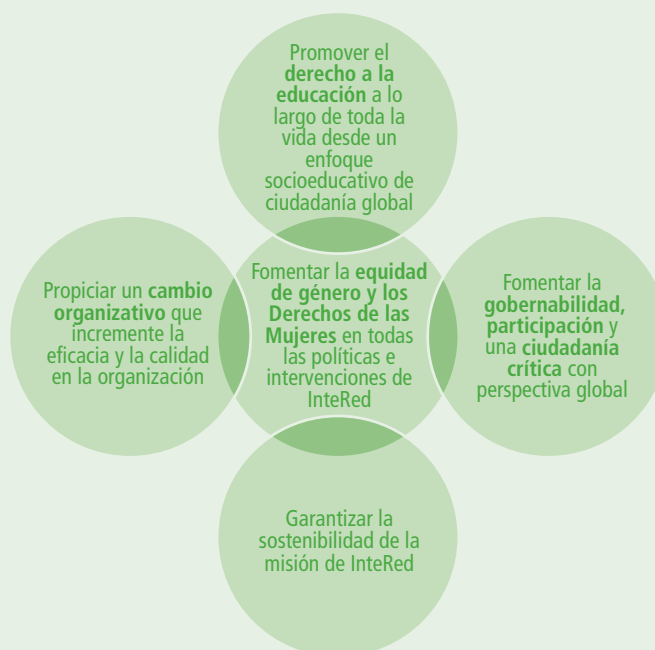 Promover el
derecho a la
educación a lo
largo de toda la
vida desde un
enfoque
socioeducativo de
ciudadanía global
Propiciar un cambio
organizativo que
incremente la
eficacia y la calidad
en la organización
Fomentar la equidad
de género y los
Derechos de las
Mujeres en todas
las políticas e
intervenciones de
InteRed
Fomentar la
gobernabilidad,
participación y
una ciudadanía
crítica con
perspectiva global
Garantizar la
sostenibilidad de la
misión de InteRed